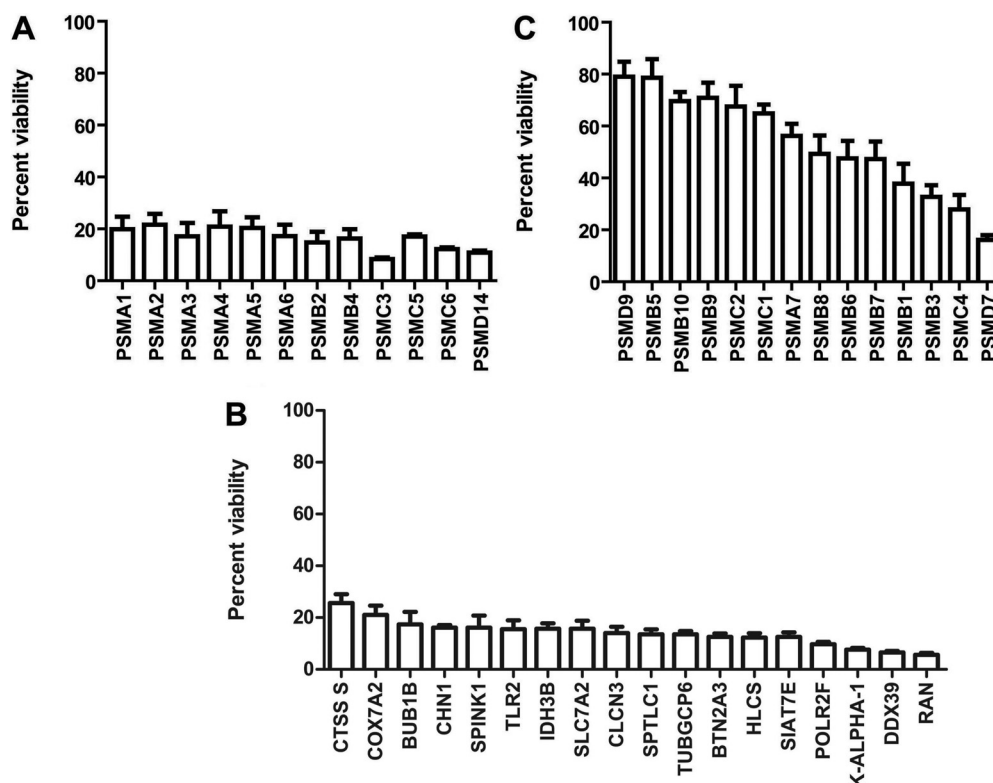 A
Percent viability
100
80
60
40
20
0
PSMA1
PSMA2
PSMA3
PSMA4
PSMA5
PSMA6
PSMB2
PSMB4
PSMC3
PSMC5
PSMC6
PSMD14
C
Percent viability
100
80
60
40
20
0
PSMD9
PSMB5
PSMB10
PSMB9
PSMC2
PSMC1
PSMA7
PSMB8
PSMB6
PSMB7
PSMB1
PSMB3
PSMC4
PSMD7
B
Percent viability
100
80
60
40
20
0
CTSS S
COX7A2
BUB1B
CHN1
SPINK1
TLR2
IDH3B
SLC7A2
CLCN3
SPTLC1
TUBGCP6
BTN2A3
HLCS
SIAT7E
POLR2F
K-ALPHA-1
DDX39
RAN